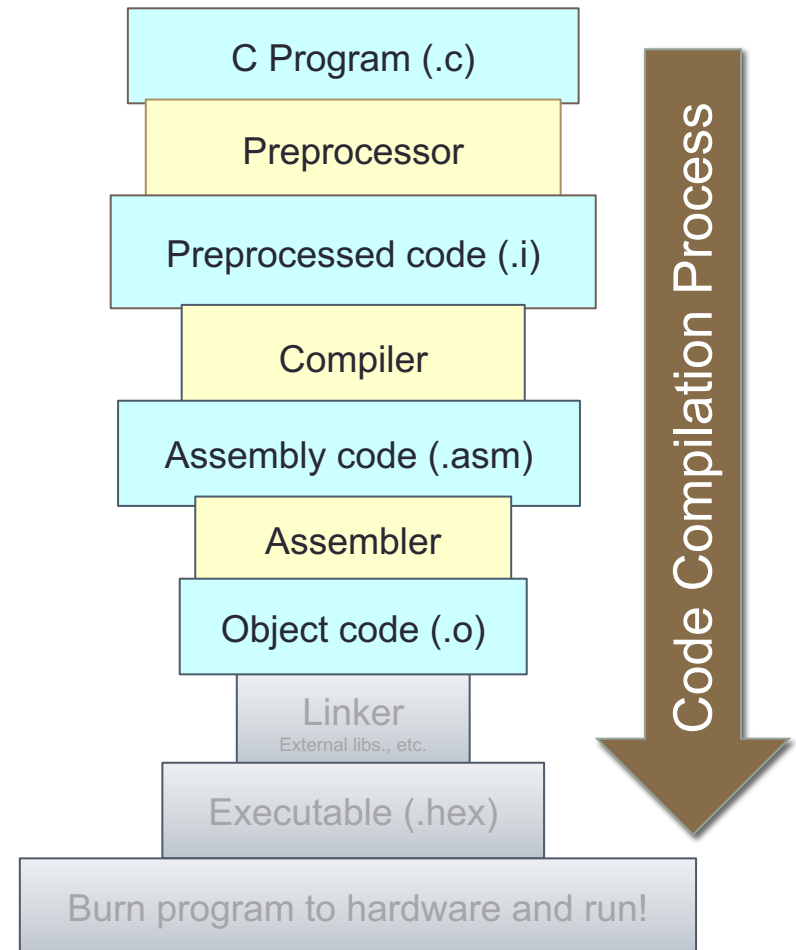 C Program (.c)
Preprocessor
Preprocessed code (.i)
Compiler
Assembly code (.asm)
Assembler
Object code (.o)
Linker
External libs., etc.
Executable (.hex)
Burn program to hardware and run!
Code Compilation Process